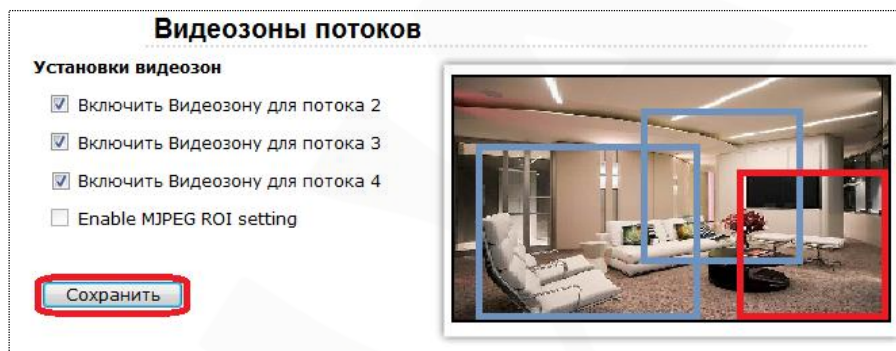 Видеозоны потоков
Установки видеозон
Включить Видеозону для потока 2
Включить Видеозону для потока 3
Включить Видеозону для потока 4
Enable MJPEG ROI setting
Сохранить